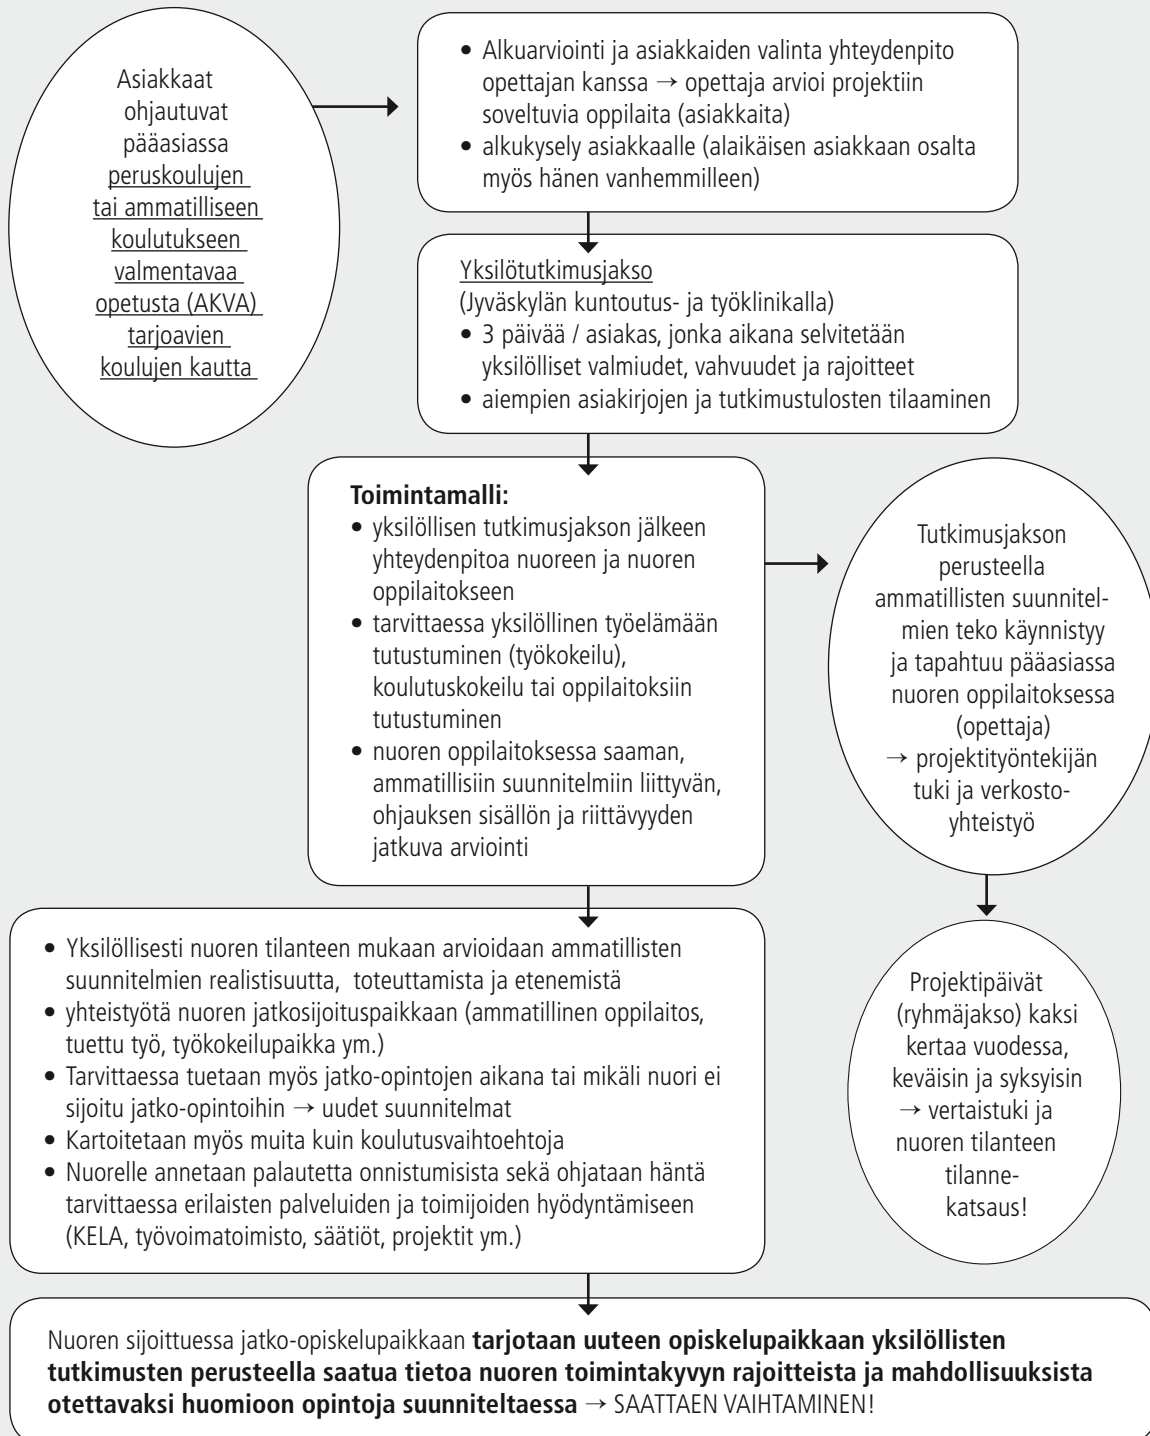 Asiakkaat
ohjautuvat
pääasiassa
peruskoulujen
tai ammatilliseen
koulutukseen
valmentavaa
opetusta (AKVA)
tarjoavien
koulujen kautta
• Alkuarviointi ja asiakkaiden valinta yhteydenpito
opettajan kanssa → opettaja arvioi projektiin
soveltuvia oppilaita (asiakkaita)
• alkukysely asiakkaalle (alaikäisen asiakkaan osalta
myös hänen vanhemmilleen)
Yksilötutkimusjakso
(Jyväskylän kuntoutus- ja työklinikalla)
• 3 päivää / asiakas, jonka aikana selvitetään
yksilölliset valmiudet, vahvuudet ja rajoitteet
• aiempien asiakirjojen ja tutkimustulosten tilaaminen
Toimintamalli:
• yksilöllisen tutkimusjakson jälkeen
yhteydenpitoa nuoreen ja nuoren
oppilaitokseen
• tarvittaessa yksilöllinen työelämään
tutustuminen (työkokeilu),
koulutuskokeilu tai oppilaitoksiin
tutustuminen
• nuoren oppilaitoksessa saaman,
ammatillisiin suunnitelmiin liittyvän,
ohjauksen sisällön ja riittävyyden
jatkuva arviointi
Tutkimusjakson
perusteella
ammatillisten suunnitel-
mien teko käynnistyy
ja tapahtuu pääasiassa
nuoren oppilaitoksessa
(opettaja)
→ projektityöntekijän
tuki ja verkosto-
yhteistyö
• Yksilöllisesti nuoren tilanteen mukaan arvioidaan ammatillisten
suunnitelmien realistisuutta, toteuttamista ja etenemistä
• yhteistyötä nuoren jatkosijoituspaikkaan (ammatillinen oppilaitos,
tuettu työ, työkokeilupaikka ym.)
• Tarvittaessa tuetaan myös jatko-opintojen aikana tai mikäli nuori ei
sijoitu jatko-opintoihin → uudet suunnitelmat
• Kartoitetaan myös muita kuin koulutusvaihtoehtoja
• Nuorelle annetaan palautetta onnistumisista sekä ohjataan häntä
tarvittaessa erilaisten palveluiden ja toimijoiden hyödyntämiseen
(KELA, työvoimatoimisto, säätiöt, projektit ym.)
Projektipäivät
(ryhmäjakso) kaksi
kertaa vuodessa,
keväisin ja syksyisin
→ vertaistuki ja
nuoren tilanteen
tilanne-
katsaus!
Nuoren sijoittuessa jatko-opiskelupaikkaan tarjotaan uuteen opiskelupaikkaan yksilöllisten
tutkimusten perusteella saatua tietoa nuoren toimintakyvyn rajoitteista ja mahdollisuuksista
otettavaksi huomioon opintoja suunniteltaessa → SAATTAEN VAIHTAMINEN!